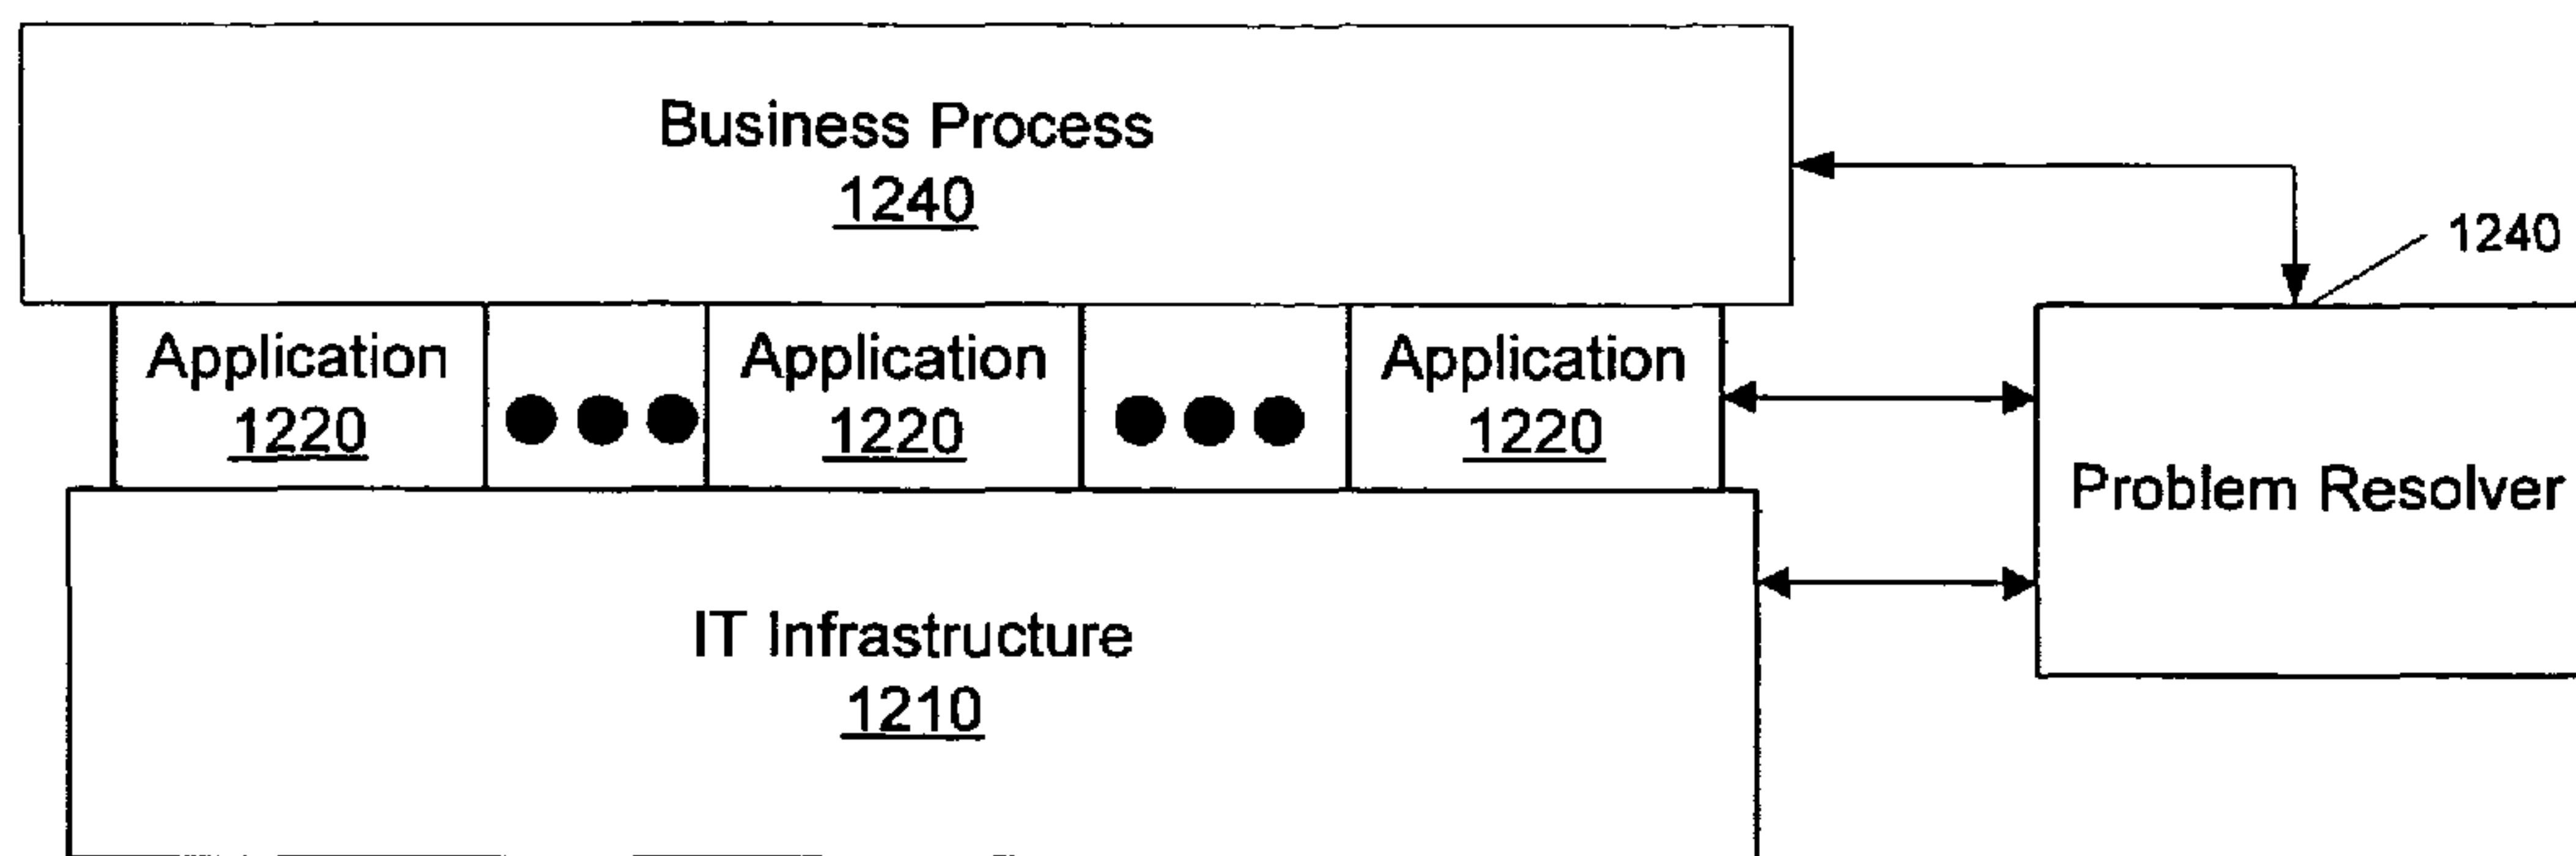 Business Process
1240
1240
Application
1220
Application
1220
Application
1220
Problem Resolver
IT Infrastructure
1210